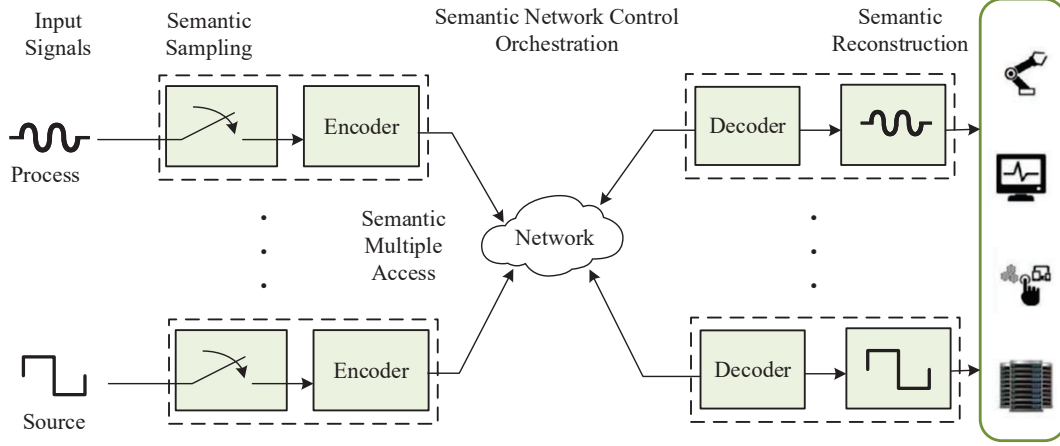 Input
Signals
Semantic
Sampling
Semantic Network Control
Orchestration
Semantic
Reconstruction
Process
Encoder
Decoder
Semantic
Multiple
Access
Network
Source
Encoder
Decoder